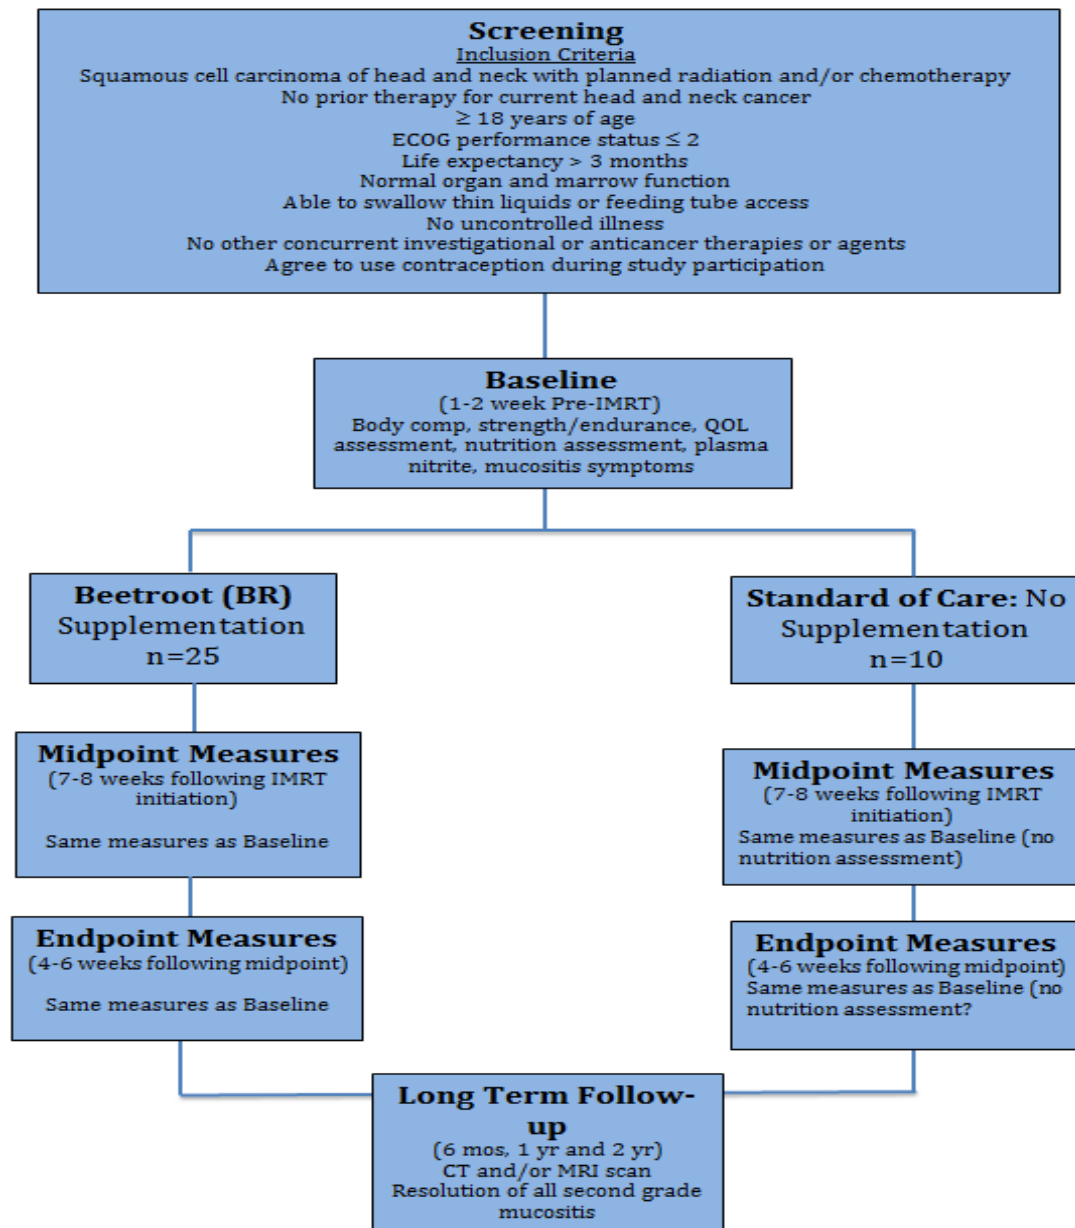 Screening
Inclusion Criteria
Squamous cell carcinoma of head and neck with planned radiation and/or chemotherapy
No prior therapy for current head and neck cancer
≥ 18 years of age
ECOG performance status ≤ 2
Life expectancy > 3 months
Normal organ and marrow function
Able to swallow thin liquids or feeding tube access
No uncontrolled illness
No other concurrent investigational or anticancer therapies or agents
Agree to use contraception during study participation
Baseline
(1-2 week Pre-IMRT)
Body comp, strength/endurance, QOL
assessment, nutrition assessment, plasma
nitrite, mucositis symptoms
Beetroot (BR)
Supplementation
n=25
Standard of Care: No
Supplementation
n=10
Midpoint Measures
(7-8 weeks following IMRT
initiation)
Same measures as Baseline
Midpoint Measures
(7-8 weeks following IMRT
initiation)
Same measures as Baseline (no
nutrition assessment)
Endpoint Measures
(4-6 weeks following midpoint)
Same measures as Baseline
Endpoint Measures
(4-6 weeks following midpoint)
Same measures as Baseline (no
nutrition assessment?
Long Term Follow-
up
(6 mos, 1 yr and 2 yr)
CT and/or MRI scan
Resolution of all second grade
mucositis